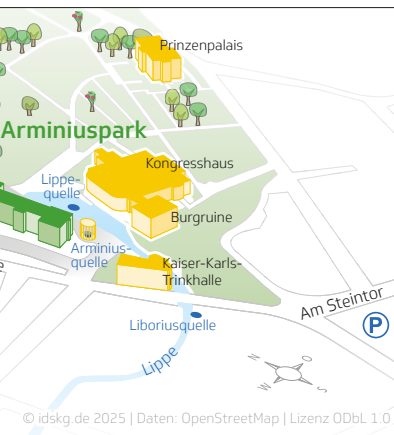 Prinzenpalais
Arminiuspark
Kongresshaus
Lippe-
quelle
Burgruine
Arminius-
quelle
Kaiser-Karls-
Trinkhalle
Am Steintor
P
Liboriusquelle
Lippe
N
O
W
S
© idskg.de 2025 | Daten: OpenStreetMap | Lizenz ODbL 1.0